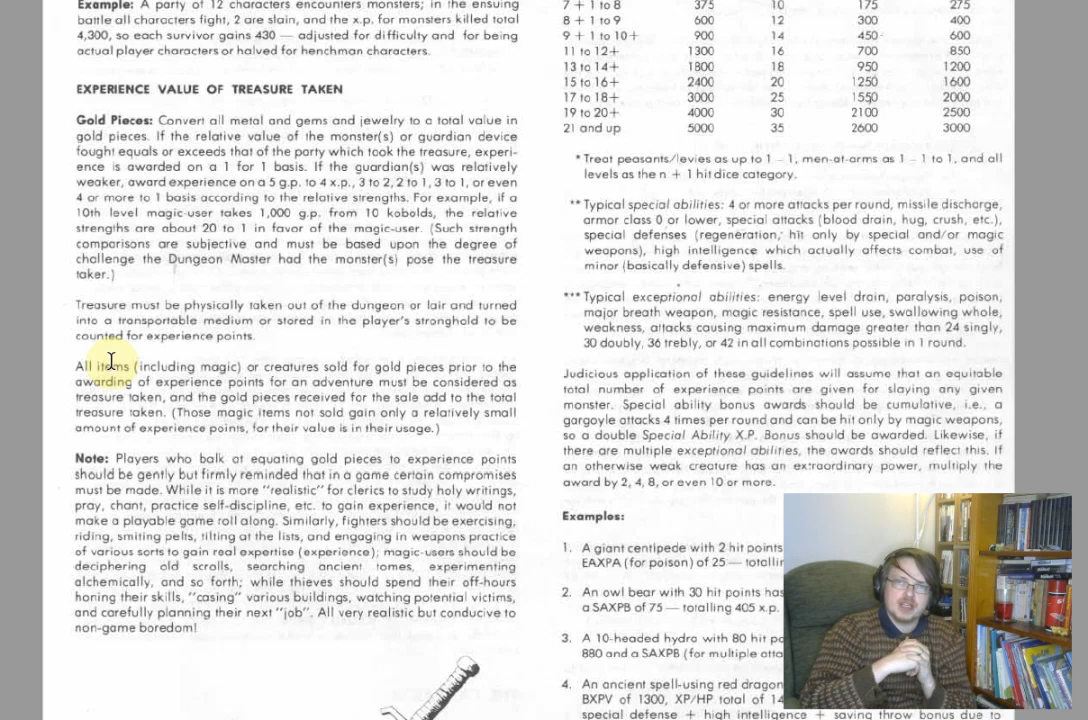 Example: A party of 12 characters encounters monsters; in the ensuing
battle all characters fight, 2 are slain, and the x.p. for monsters killed total
4,300, so each survivor gains 430 — adjusted for difficulty and for being
actual player characters or halved for henchman characters.
EXPERIENCE VALUE OF TREASURE TAKEN
Gold Pieces: Convert all metal and gems and jewelry to a total value in
gold pieces. If the relative value of the monster(s) or guardian device
fought equals or exceeds that of the party which took the treasure, experi-
ence is awarded on a 1 for 1 basis. If the guardian(s) was relatively
weaker, award experience on a 5 g.p. to 4 x.p., 3 to 2, 2 to 1, 3 to 1, or even
4 or more to 1 basis according to the relative strengths. For example, if a
10th level magic-user takes 1,000 g.p. from 10 kobolds, the relative
strengths are about 20 to 1 in favor of the magic-user. (Such strength
comparisons are subjective and must be based upon the degree of
challenge the Dungeon Master had the monster(s) pose the treasure
taker.)
Treasure must be physically taken out of the dungeon or lair and turned
into a transportable medium or stored in the player's stronghold to be
counted for experience points.
All items (including magic) or creatures sold for gold pieces prior to the
awarding of experience points for an adventure must be considered as
treasure taken, and the gold pieces received for the sale add to the total
treasure taken. (Those magic items not sold gain only a relatively small
amount of experience points, for their value is in their usage.)
Note: Players who balk at equating gold pieces to experience points
should be gently but firmly reminded that in a game certain compromises
must be made. While it is more "realistic" for clerics to study holy writings,
pray, chant, practice self-discipline, etc. to gain experience, it would not
make a playable game roll along. Similarly, fighters should be exercising,
riding, smiting pelts, tilting at the lists, and engaging in weapons practice
of various sorts to gain real expertise (experience); magic-users should be
deciphering old scrolls, searching ancient tomes, experimenting
alchemically, and so forth; while thieves should spend their off-hours
honing their skills, "casing" various buildings, watching potential victims,
and carefully planning their next "job". All very realistic but conducive to
non-game boredom!
7 + 1 to 8 375 10 175 275
8 + 1 to 9 600 12 300 400
9 + 1 to 10+ 900 14 450 600
11 to 12+ 1300 16 700 850
13 to 14+ 1800 18 950 1200
15 to 16+ 2400 20 1250 1600
17 to 18+ 3000 25 1550 2000
19 to 20+ 4000 30 2100 2500
21 and up 5000 35 2600 3000
* Treat peasants/levies as up to 1 – 1, men-at-arms as 1 – 1 to 1, and all
levels as the n + 1 hit dice category.
** Typical special abilities: 4 or more attacks per round, missile discharge,
armor class 0 or lower, special attacks (blood drain, hug, crush, etc.),
special defenses (regeneration, hit only by special and/or magic
weapons), high intelligence which actually affects combat, use of
minor (basically defensive) spells.
*** Typical exceptional abilities: energy level drain, paralysis, poison,
major breath weapon, magic resistance, spell use, swallowing whole,
weakness, attacks causing maximum damage greater than 24 singly,
30 doubly, 36 trebly, or 42 in all combinations possible in 1 round.
Judicious application of these guidelines will assume that an equitable
total number of experience points are given for slaying any given
monster. Special ability bonus awards should be cumulative, i.e., a
gargoyle attacks 4 times per round and can be hit only by magic weapons,
so a double Special Ability X.P. Bonus should be awarded. Likewise, if
there are multiple exceptional abilities, the awards should reflect this. If
an otherwise weak creature has an extraordinary power, multiply the
award by 2, 4, 8, or even 10 or more.
Examples:
1. A giant centipede with 2 hit points
EAXPA (for poison) of 25 — totallin
2. An owl bear with 30 hit points has
a SAXPB of 75 — totalling 405 x.p.
3. A 10-headed hydra with 80 hit po
880 and a SAXPB (for multiple atta
4. An ancient spell-using red dragon
BXPV of 1300, XP/HP total of 14
special defense + high intelligence + saving throw bonus due to